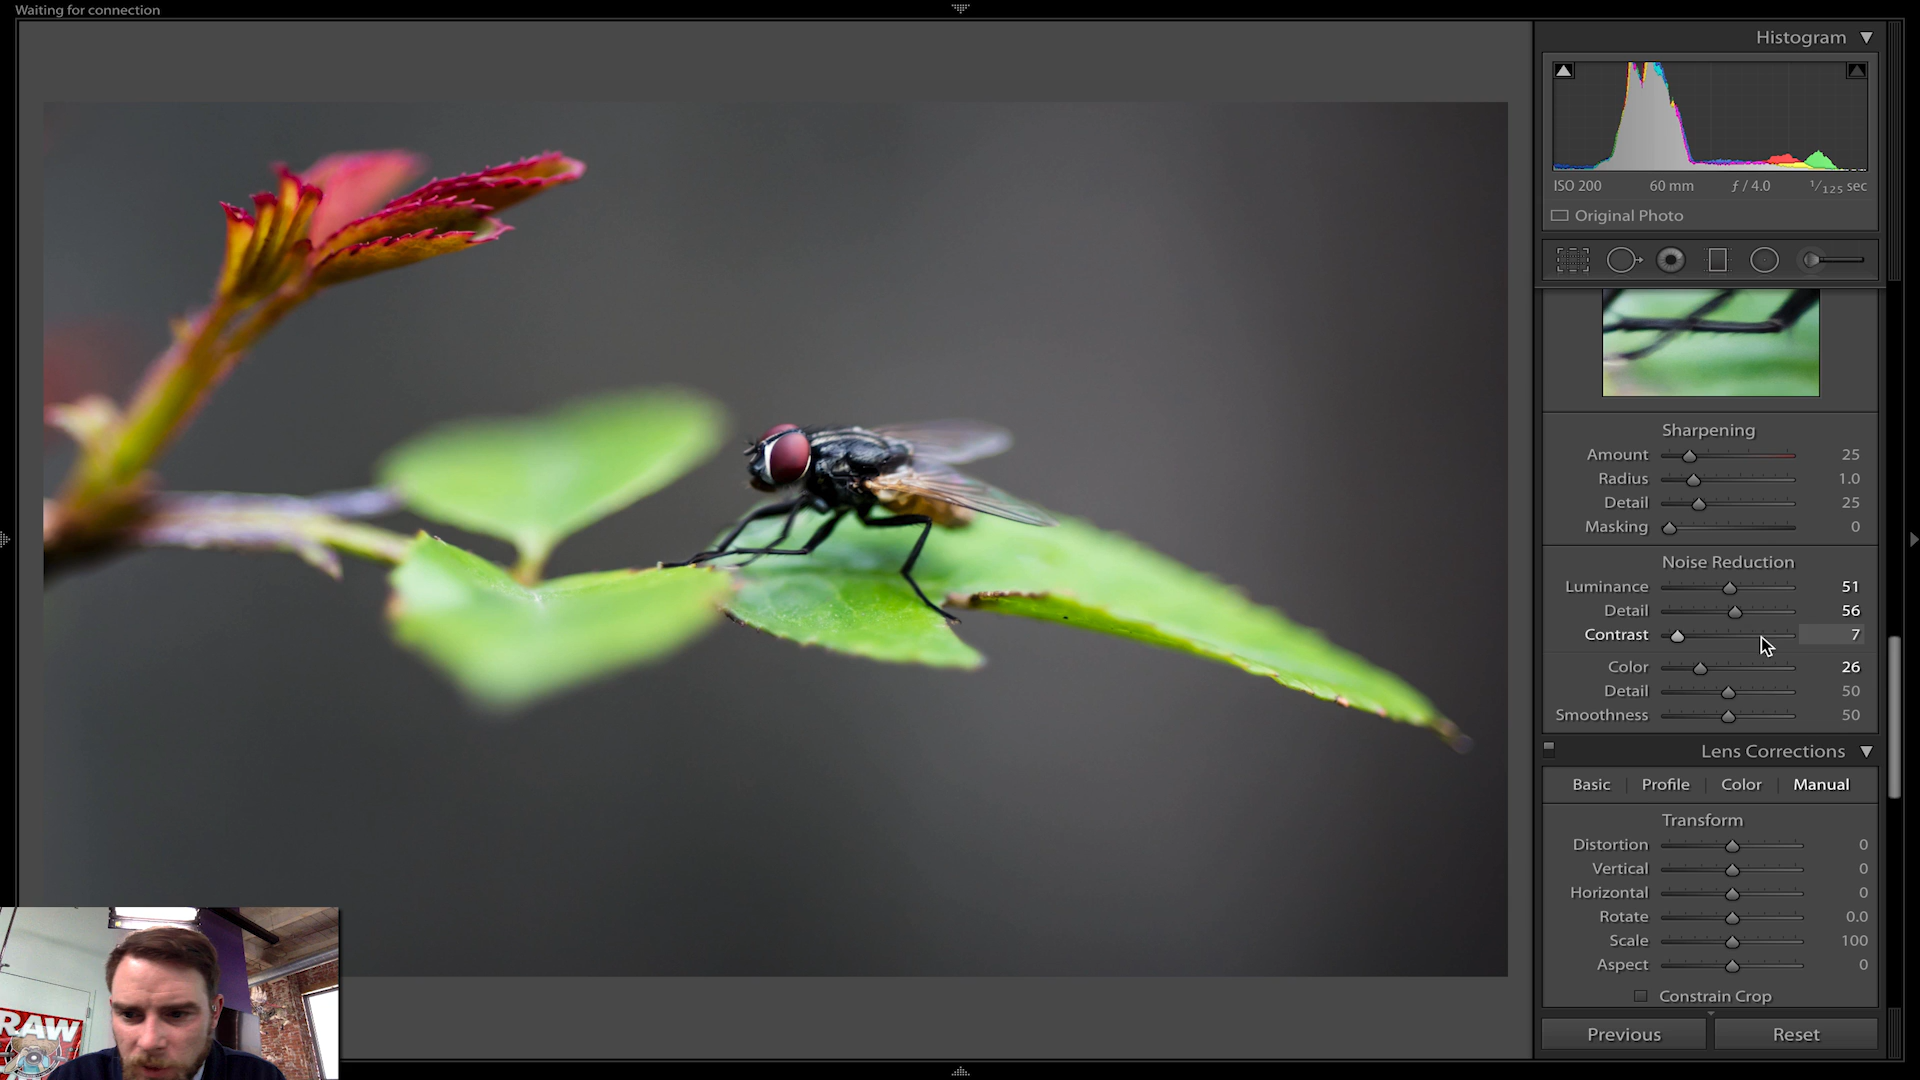 Waiting for connection
Histogram
ISO 200 60 mm ƒ / 4.0 1/125 sec
Original Photo
Sharpening
Amount 25
Radius 1.0
Detail 25
Masking 0
Noise Reduction
Luminance 51
Detail 56
Contrast 7
Color 26
Detail 50
Smoothness 50
Lens Corrections
Basic | Profile | Color | Manual
Transform
Distortion 0
Vertical 0
Horizontal 0
Rotate 0.0
Scale 100
Aspect 0
Constrain Crop
Previous Reset
RAW